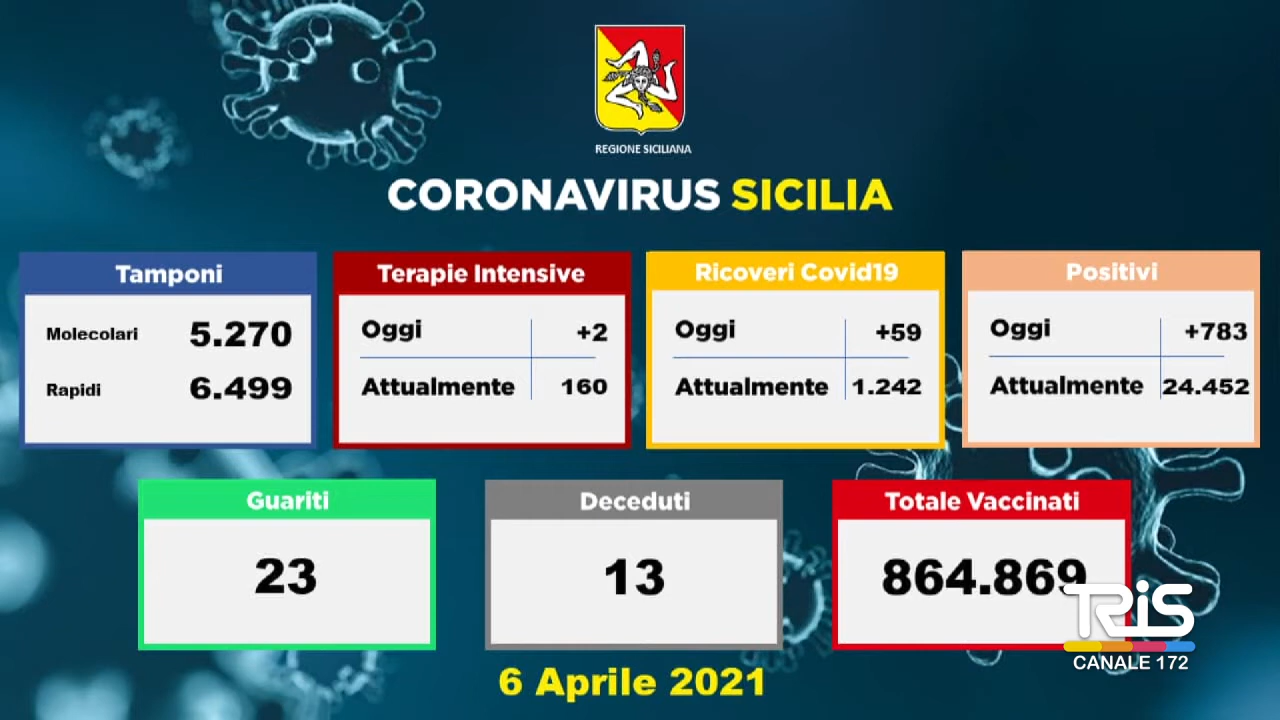 REGIONE SICILIANA
CORONAVIRUS SICILIA
Tamponi
Molecolari 5.270
Rapidi 6.499
Terapie Intensive
Oggi +2
Attualmente 160
Ricoveri Covid19
Oggi +59
Attualmente 1.242
Positivi
Oggi +783
Attualmente 24.452
Guariti
23
Deceduti
13
Totale Vaccinati
864.869
6 Aprile 2021
TRiS
CANALE 172